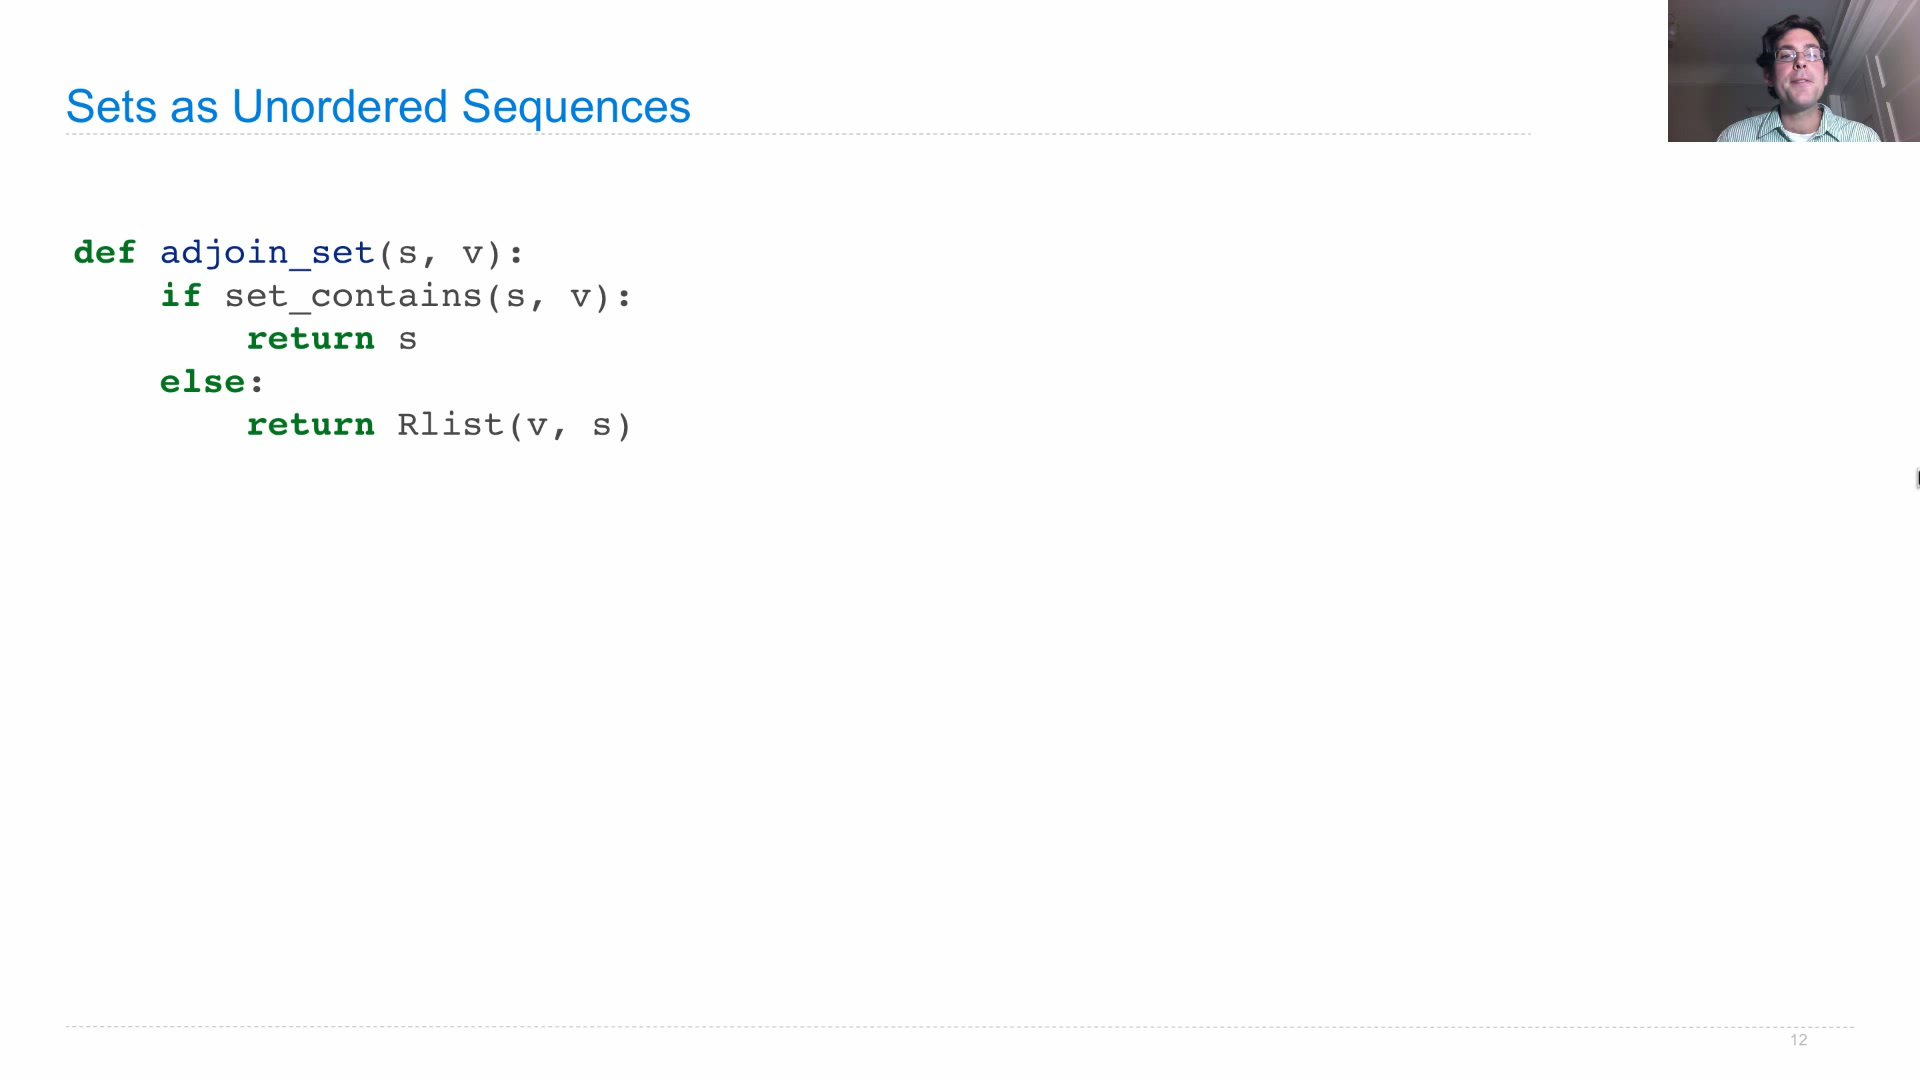 Sets as Unordered Sequences
def adjoin_set(s, v):
    if set_contains(s, v):
        return s
    else:
        return Rlist(v, s)
12